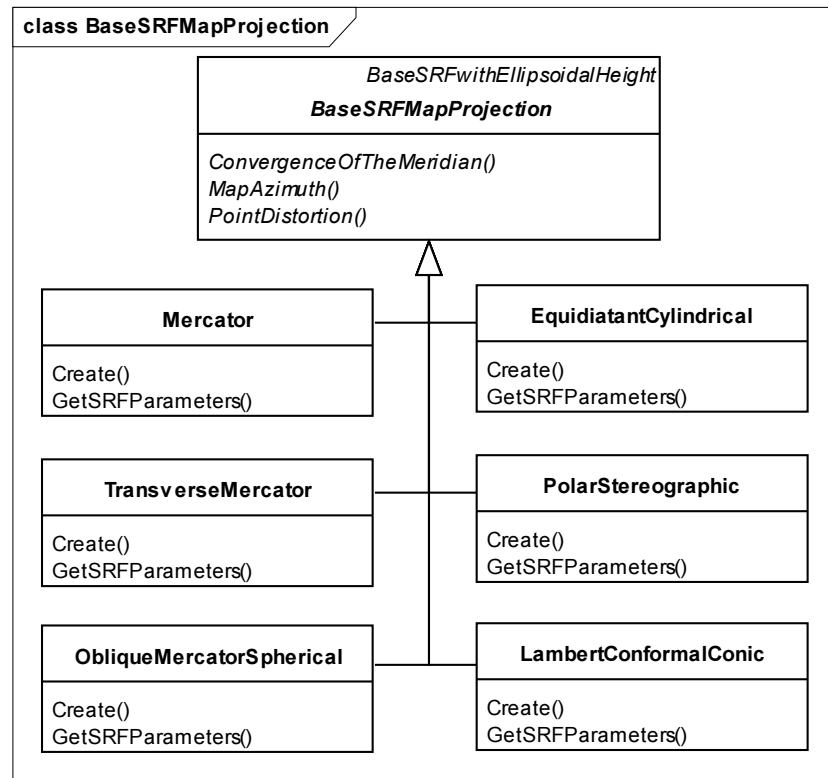 class BaseSRFMapProjection
BaseSRFwithEllipsoidalHeight
BaseSRFMapProjection
ConvergenceOfTheMeridian()
MapAzimuth()
PointDistortion()
Mercator
Create()
GetSRFParameters()
EquidiatantCylindrical
Create()
GetSRFParameters()
TransverseMercator
Create()
GetSRFParameters()
PolarStereographic
Create()
GetSRFParameters()
ObliqueMercatorSpherical
Create()
GetSRFParameters()
LambertConformalConic
Create()
GetSRFParameters()